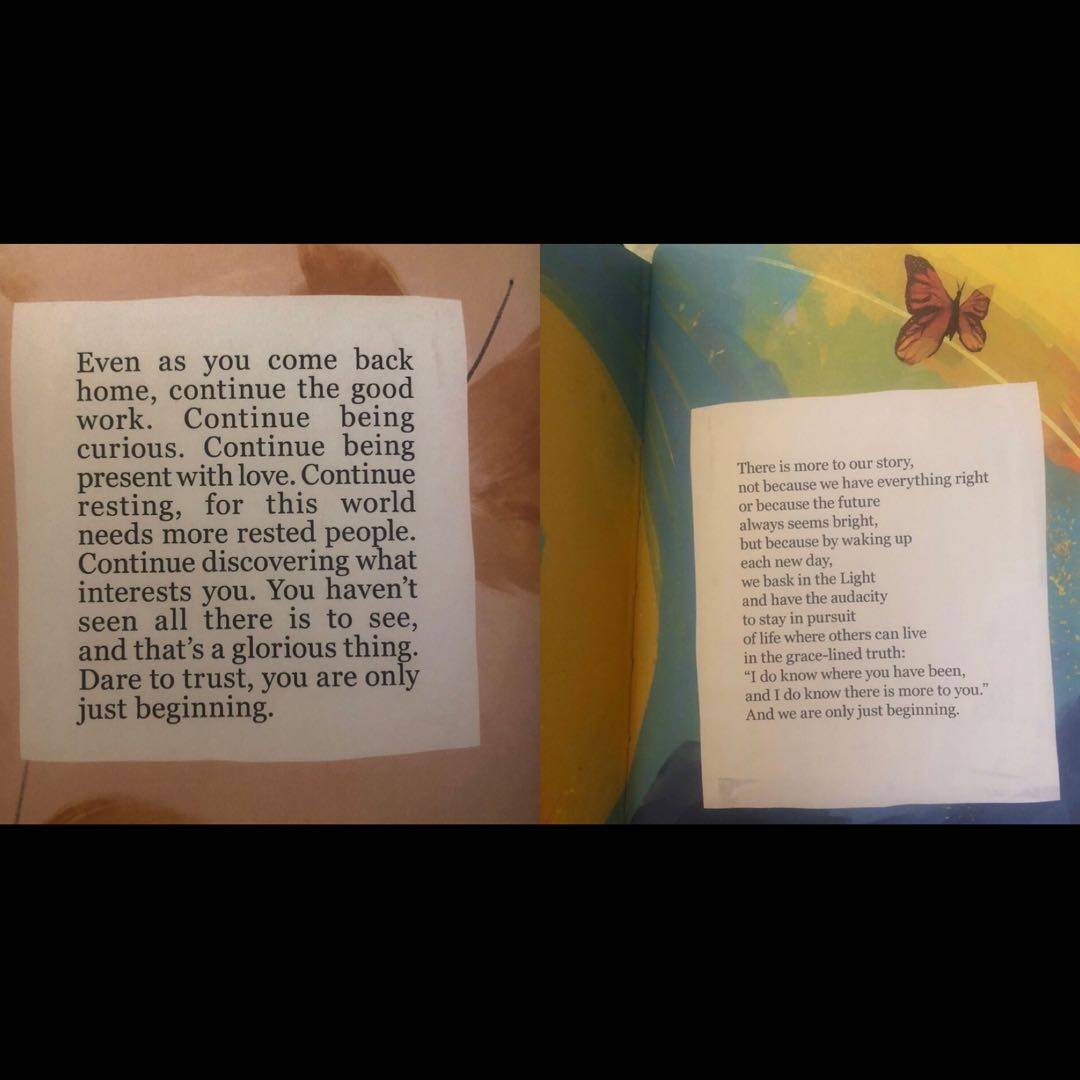 Even as you come back
home, continue the good
work. Continue being
curious. Continue being
present with love. Continue
resting, for this world
needs more rested people.
Continue discovering what
interests you. You haven’t
seen all there is to see,
and that’s a glorious thing.
Dare to trust, you are only
just beginning.
There is more to our story,
not because we have everything right
or because the future
always seems bright,
but because by waking up
each new day,
we bask in the Light
and have the audacity
to stay in pursuit
of life where others can live
in the grace-lined truth:
“I do know where you have been,
and I do know there is more to you.”
And we are only just beginning.